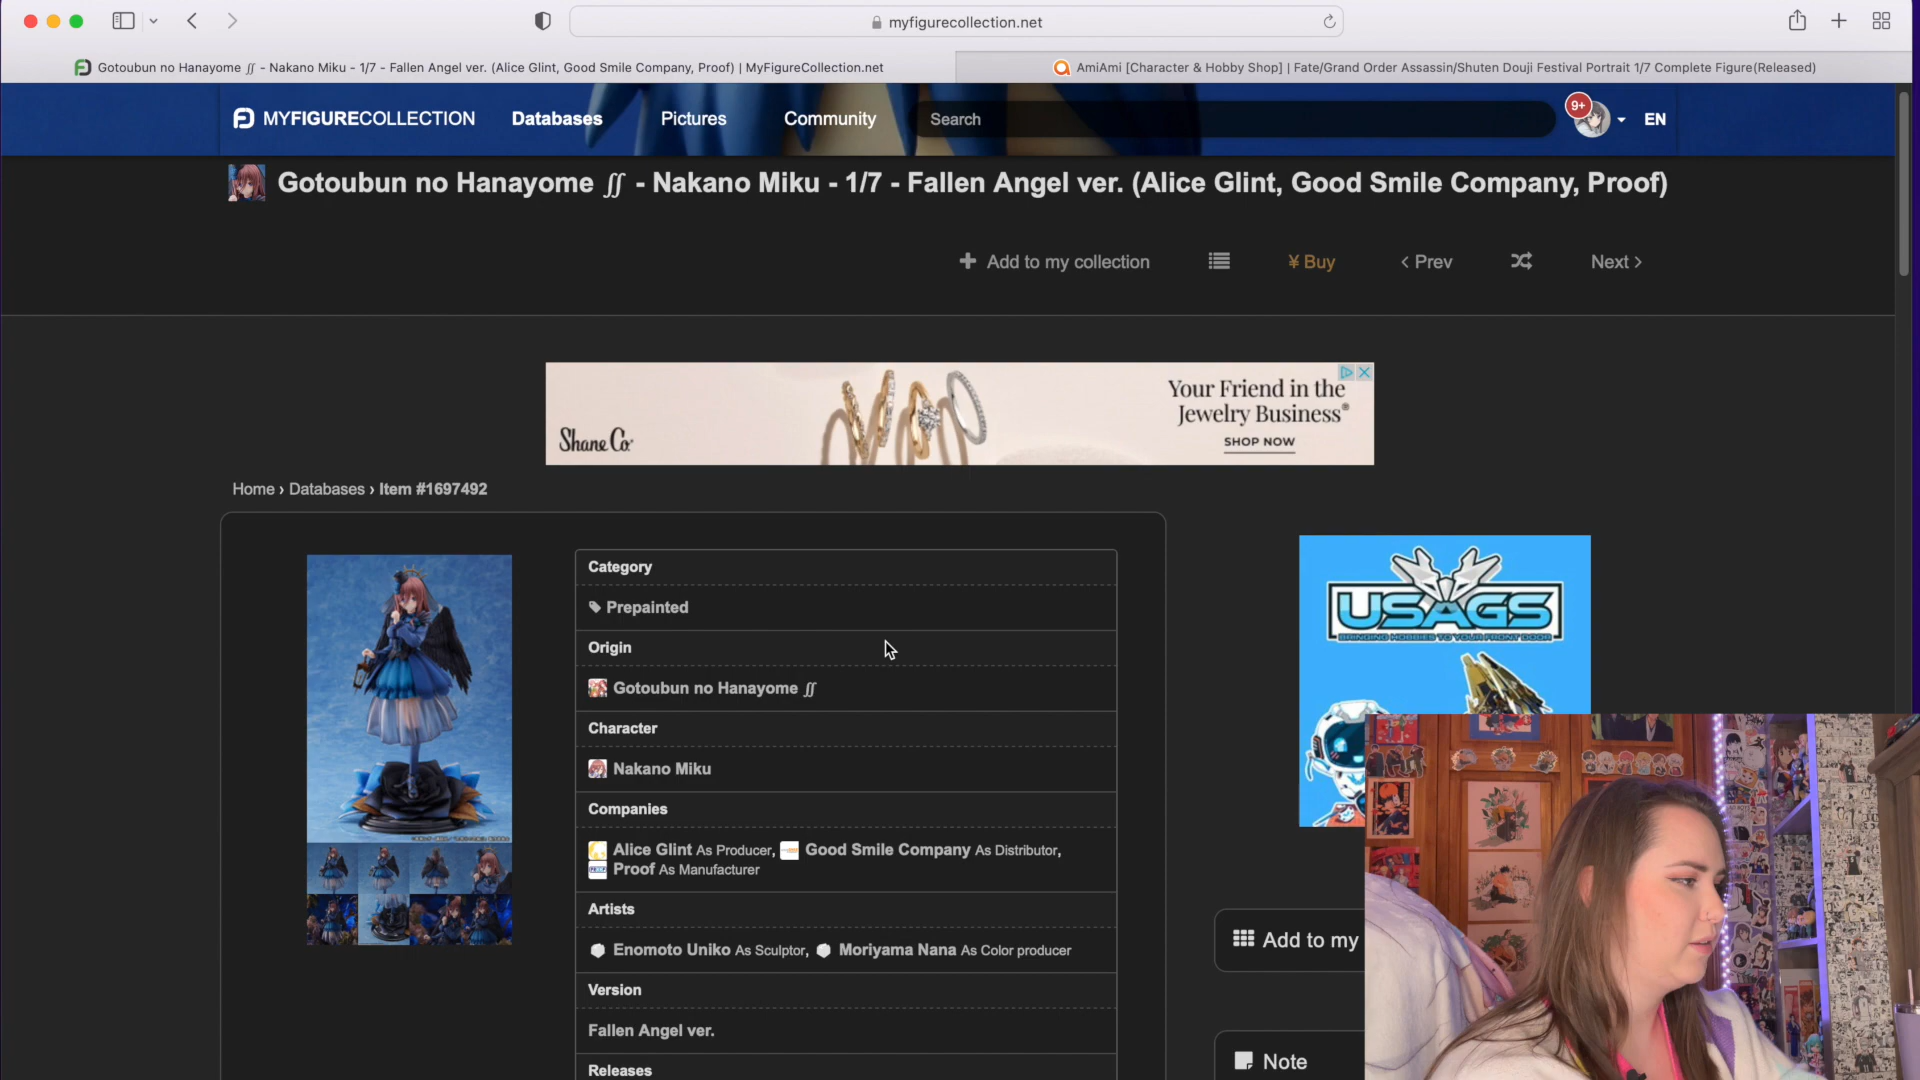 myfigurecollection.net
Gotoubun no Hanayome ∬ - Nakano Miku - 1/7 - Fallen Angel ver. (Alice Glint, Good Smile Company, Proof) | MyFigureCollection.net
AmiAmi [Character & Hobby Shop] | Fate/Grand Order Assassin/Shuten Douji Festival Portrait 1/7 Complete Figure(Released)
MYFIGURECOLLECTION
Databases
Pictures
Community
Search
9+
EN
Gotoubun no Hanayome ∬ - Nakano Miku - 1/7 - Fallen Angel ver. (Alice Glint, Good Smile Company, Proof)
+ Add to my collection
¥ Buy
‹ Prev
Next ›
Shane Co.
Your Friend in the
Jewelry Business®
SHOP NOW
Home › Databases › Item #1697492
Category
Prepainted
Origin
Gotoubun no Hanayome ∬
Character
Nakano Miku
Companies
Alice Glint As Producer, Good Smile Company As Distributor,
Proof As Manufacturer
Artists
Enomoto Uniko As Sculptor, Moriyama Nana As Color producer
Version
Fallen Angel ver.
Releases
USAGS
BRINGING HOBBIES TO YOUR FRONT DOOR
Add to my
Note